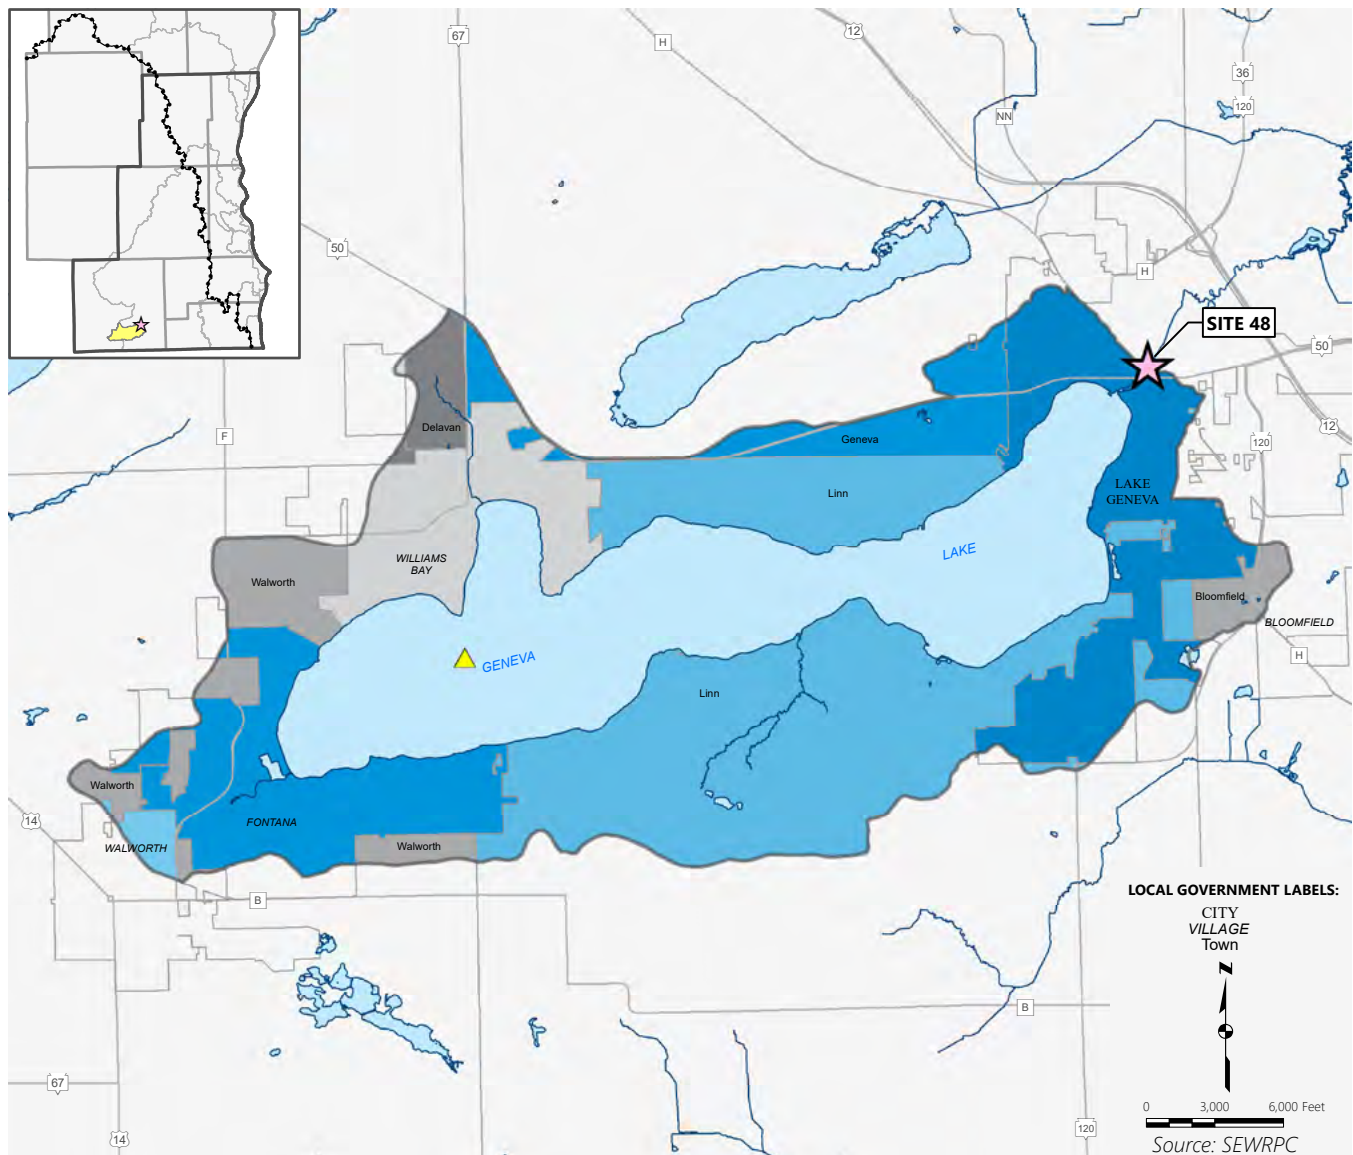 67
H
12
36
120
NN
50
H
SITE 48
50
Delavan
F
Geneva
12
120
LAKE
GENEVA
Linn
LAKE
WILLIAMS
BAY
Walworth
Bloomfield
BLOOMFIELD
H
GENEVA
Linn
Walworth
14
FONTANA
WALWORTH
Walworth
B
LOCAL GOVERNMENT LABELS:
CITY
VILLAGE
Town
N
B
67
14
120
0 3,000 6,000 Feet
Source: SEWRPC